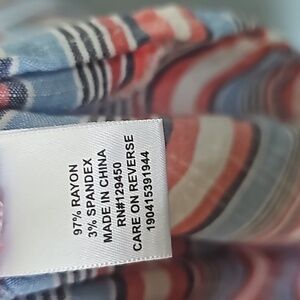 97% RAYON
3% SPANDEX
MADE IN CHINA
RN#129450
CARE ON REVERSE
190415391944